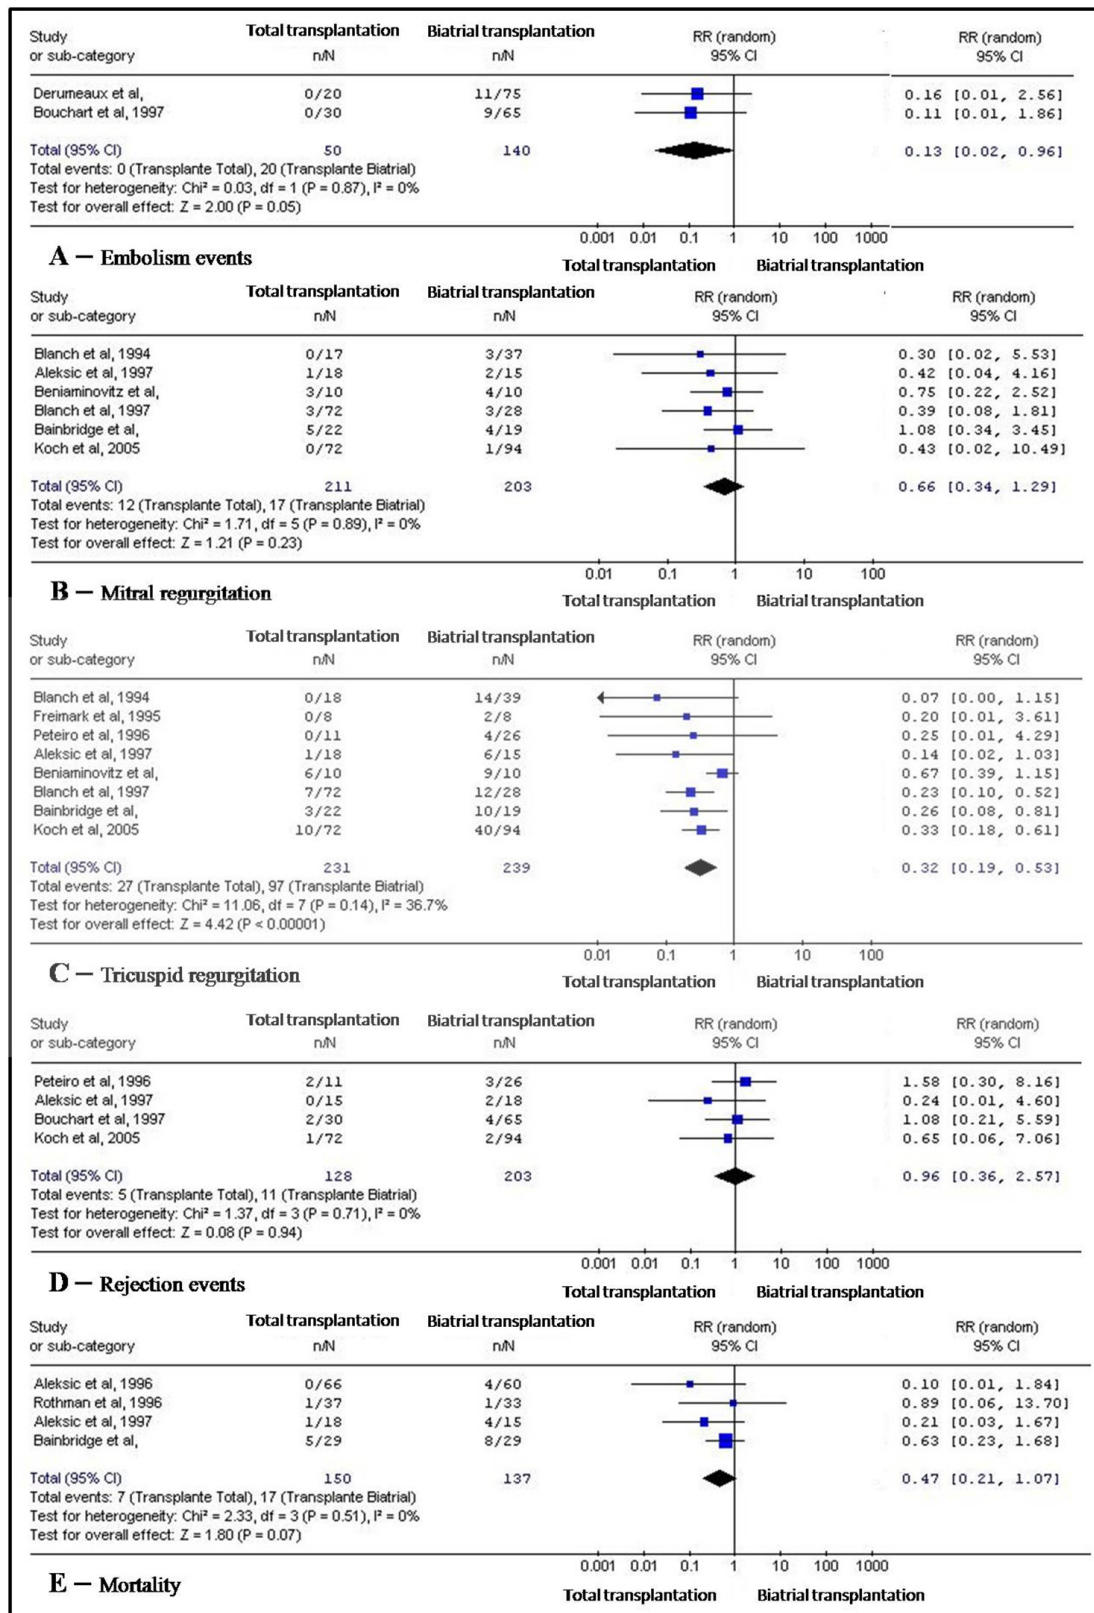 Study Total transplantation Biatrial transplantation RR (random) RR (random)
or sub-category n/N n/N 95% CI 95% CI
Derumeaux et al, 0/20 11/75 0.16 [0.01, 2.56]
Bouchart et al, 1997 0/30 9/65 0.11 [0.01, 1.86]
Total (95% CI) 50 140 0.13 [0.02, 0.96]
Total events: 0 (Transplante Total), 20 (Transplante Biatrial)
Test for heterogeneity: Chi² = 0.03, df = 1 (P = 0.87), I² = 0%
Test for overall effect: Z = 2.00 (P = 0.05)
0.001 0.01 0.1 1 10 100 1000
A – Embolism events Total transplantation Biatrial transplantation
Study Total transplantation Biatrial transplantation RR (random) RR (random)
or sub-category n/N n/N 95% CI 95% CI
Blanch et al, 1994 0/17 3/37 0.30 [0.02, 5.53]
Aleksic et al, 1997 1/18 2/15 0.42 [0.04, 4.16]
Beniaminovitz et al, 3/10 4/10 0.75 [0.22, 2.52]
Blanch et al, 1997 3/72 3/28 0.39 [0.08, 1.81]
Bainbridge et al, 5/22 4/19 1.08 [0.34, 3.45]
Koch et al, 2005 0/72 1/94 0.43 [0.02, 10.49]
Total (95% CI) 211 203 0.66 [0.34, 1.29]
Total events: 12 (Transplante Total), 17 (Transplante Biatrial)
Test for heterogeneity: Chi² = 1.71, df = 5 (P = 0.89), I² = 0%
Test for overall effect: Z = 1.21 (P = 0.23)
0.01 0.1 1 10 100
B – Mitral regurgitation Total transplantation Biatrial transplantation
Study Total transplantation Biatrial transplantation RR (random) RR (random)
or sub-category n/N n/N 95% CI 95% CI
Blanch et al, 1994 0/18 14/39 0.07 [0.00, 1.15]
Freimark et al, 1995 0/8 2/8 0.20 [0.01, 3.61]
Peteiro et al, 1996 0/11 4/26 0.25 [0.01, 4.29]
Aleksic et al, 1997 1/18 6/15 0.14 [0.02, 1.03]
Beniaminovitz et al, 6/10 9/10 0.67 [0.39, 1.15]
Blanch et al, 1997 7/72 12/28 0.23 [0.10, 0.52]
Bainbridge et al, 3/22 10/19 0.26 [0.08, 0.81]
Koch et al, 2005 10/72 40/94 0.33 [0.18, 0.61]
Total (95% CI) 231 239 0.32 [0.19, 0.53]
Total events: 27 (Transplante Total), 97 (Transplante Biatrial)
Test for heterogeneity: Chi² = 11.06, df = 7 (P = 0.14), I² = 36.7%
Test for overall effect: Z = 4.42 (P < 0.00001)
0.01 0.1 1 10 100
C – Tricuspid regurgitation Total transplantation Biatrial transplantation
Study Total transplantation Biatrial transplantation RR (random) RR (random)
or sub-category n/N n/N 95% CI 95% CI
Peteiro et al, 1996 2/11 3/26 1.58 [0.30, 8.16]
Aleksic et al, 1997 0/15 2/18 0.24 [0.01, 4.60]
Bouchart et al, 1997 2/30 4/65 1.08 [0.21, 5.59]
Koch et al, 2005 1/72 2/94 0.65 [0.06, 7.06]
Total (95% CI) 128 203 0.96 [0.36, 2.57]
Total events: 5 (Transplante Total), 11 (Transplante Biatrial)
Test for heterogeneity: Chi² = 1.37, df = 3 (P = 0.71), I² = 0%
Test for overall effect: Z = 0.08 (P = 0.94)
0.001 0.01 0.1 1 10 100 1000
D – Rejection events Total transplantation Biatrial transplantation
Study Total transplantation Biatrial transplantation RR (random) RR (random)
or sub-category n/N n/N 95% CI 95% CI
Aleksic et al, 1996 0/66 4/60 0.10 [0.01, 1.84]
Rothman et al, 1996 1/37 1/33 0.89 [0.06, 13.70]
Aleksic et al, 1997 1/18 4/15 0.21 [0.03, 1.67]
Bainbridge et al, 5/29 8/29 0.63 [0.23, 1.68]
Total (95% CI) 150 137 0.47 [0.21, 1.07]
Total events: 7 (Transplante Total), 17 (Transplante Biatrial)
Test for heterogeneity: Chi² = 2.33, df = 3 (P = 0.51), I² = 0%
Test for overall effect: Z = 1.80 (P = 0.07)
0.001 0.01 0.1 1 10 100 1000
E – Mortality Total transplantation Biatrial transplantation